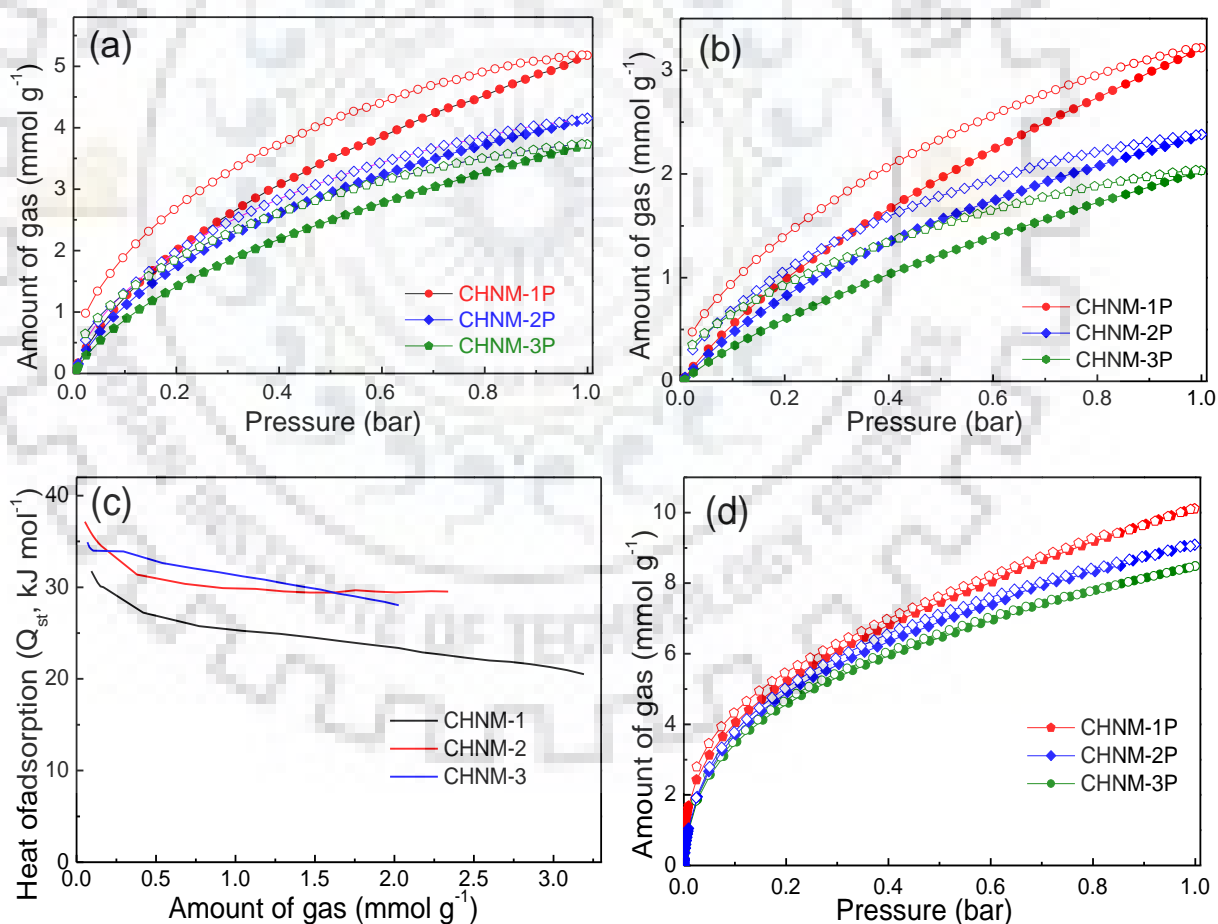 (a)
Amount of gas (mmol g⁻¹)
5
4
3
2
1
0
CHNM-1P
CHNM-2P
CHNM-3P
0.0 0.2 0.4 0.6 0.8 1.0
Pressure (bar)
(b)
Amount of gas (mmol g⁻¹)
3
2
1
0
CHNM-1P
CHNM-2P
CHNM-3P
0.0 0.2 0.4 0.6 0.8 1.0
Pressure (bar)
(c)
Heat ofadsorption (Qst, kJ mol⁻¹)
40
30
20
10
0
CHNM-1
CHNM-2
CHNM-3
0.0 0.5 1.0 1.5 2.0 2.5 3.0
Amount of gas (mmol g⁻¹)
(d)
Amount of gas (mmol g⁻¹)
10
8
6
4
2
0
CHNM-1P
CHNM-2P
CHNM-3P
0.0 0.2 0.4 0.6 0.8 1.0
Pressure (bar)